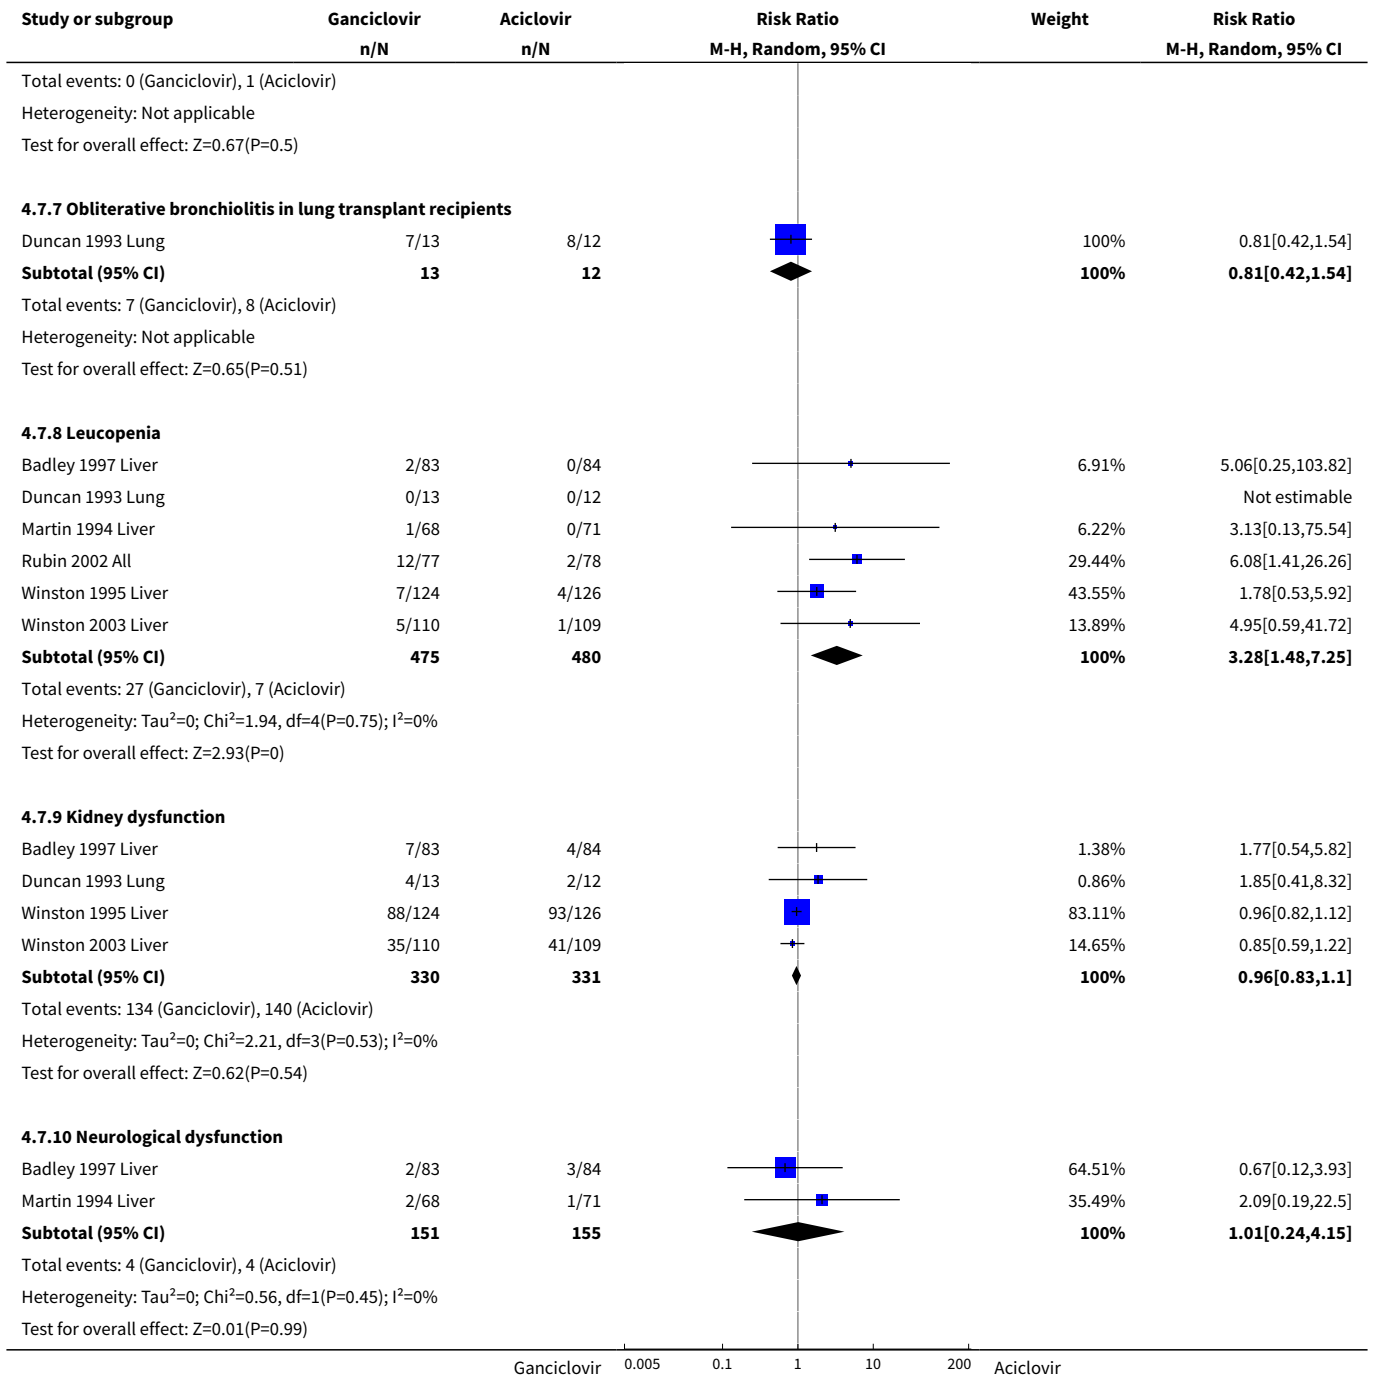 Study or subgroup Ganciclovir Aciclovir Risk Ratio Weight Risk Ratio
n/N n/N M-H, Random, 95% CI M-H, Random, 95% CI
Total events: 0 (Ganciclovir), 1 (Aciclovir)
Heterogeneity: Not applicable
Test for overall effect: Z=0.67(P=0.5)
4.7.7 Obliterative bronchiolitis in lung transplant recipients
Duncan 1993 Lung 7/13 8/12 100% 0.81[0.42,1.54]
Subtotal (95% CI) 13 12 100% 0.81[0.42,1.54]
Total events: 7 (Ganciclovir), 8 (Aciclovir)
Heterogeneity: Not applicable
Test for overall effect: Z=0.65(P=0.51)
4.7.8 Leucopenia
Badley 1997 Liver 2/83 0/84 6.91% 5.06[0.25,103.82]
Duncan 1993 Lung 0/13 0/12 Not estimable
Martin 1994 Liver 1/68 0/71 6.22% 3.13[0.13,75.54]
Rubin 2002 All 12/77 2/78 29.44% 6.08[1.41,26.26]
Winston 1995 Liver 7/124 4/126 43.55% 1.78[0.53,5.92]
Winston 2003 Liver 5/110 1/109 13.89% 4.95[0.59,41.72]
Subtotal (95% CI) 475 480 100% 3.28[1.48,7.25]
Total events: 27 (Ganciclovir), 7 (Aciclovir)
Heterogeneity: Tau²=0; Chi²=1.94, df=4(P=0.75); I²=0%
Test for overall effect: Z=2.93(P=0)
4.7.9 Kidney dysfunction
Badley 1997 Liver 7/83 4/84 1.38% 1.77[0.54,5.82]
Duncan 1993 Lung 4/13 2/12 0.86% 1.85[0.41,8.32]
Winston 1995 Liver 88/124 93/126 83.11% 0.96[0.82,1.12]
Winston 2003 Liver 35/110 41/109 14.65% 0.85[0.59,1.22]
Subtotal (95% CI) 330 331 100% 0.96[0.83,1.1]
Total events: 134 (Ganciclovir), 140 (Aciclovir)
Heterogeneity: Tau²=0; Chi²=2.21, df=3(P=0.53); I²=0%
Test for overall effect: Z=0.62(P=0.54)
4.7.10 Neurological dysfunction
Badley 1997 Liver 2/83 3/84 64.51% 0.67[0.12,3.93]
Martin 1994 Liver 2/68 1/71 35.49% 2.09[0.19,22.5]
Subtotal (95% CI) 151 155 100% 1.01[0.24,4.15]
Total events: 4 (Ganciclovir), 4 (Aciclovir)
Heterogeneity: Tau²=0; Chi²=0.56, df=1(P=0.45); I²=0%
Test for overall effect: Z=0.01(P=0.99)
Ganciclovir 0.005 0.1 1 10 200 Aciclovir